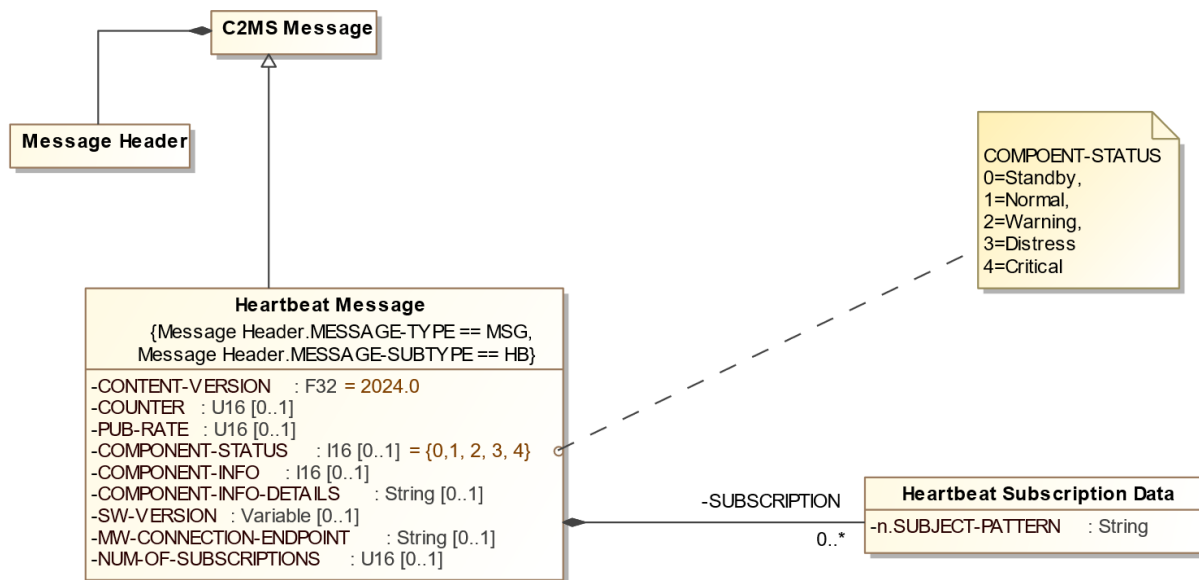 C2MS Message
Message Header
COMPOENT-STATUS
0=Standby,
1=Normal,
2=Warning,
3=Distress
4=Critical
Heartbeat Message
{Message Header.MESSAGE-TYPE == MSG,
Message Header.MESSAGE-SUBTYPE == HB}
-CONTENT-VERSION : F32 = 2024.0
-COUNTER : U16 [0..1]
-PUB-RATE : U16 [0..1]
-COMPONENT-STATUS : I16 [0..1] = {0,1, 2, 3, 4}
-COMPONENT-INFO : I16 [0..1]
-COMPONENT-INFO-DETAILS : String [0..1]
-SW-VERSION : Variable [0..1]
-MW-CONNECTION-ENDPOINT : String [0..1]
-NUM-OF-SUBSCRIPTIONS : U16 [0..1]
-SUBSCRIPTION
0..*
Heartbeat Subscription Data
-n.SUBJECT-PATTERN : String